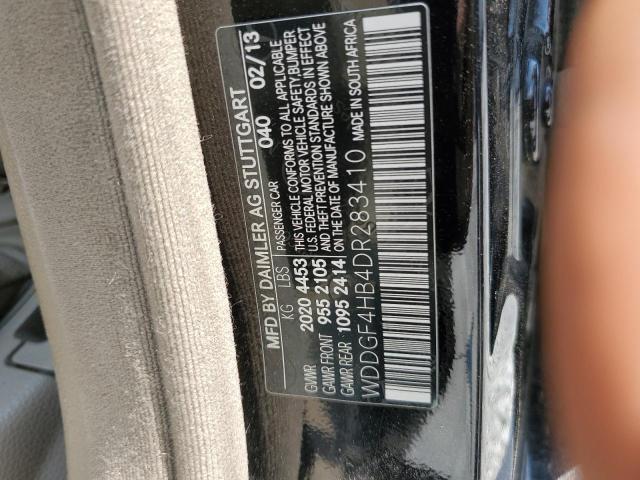 MFD BY DAIMLER AG STUTTGART
040 02/13
KG LBS PASSENGER CAR
GVWR 2020 4453 THIS VEHICLE CONFORMS TO ALL APPLICABLE
GAWR FRONT 955 2105 U.S. FEDERAL MOTOR VEHICLE SAFETY,BUMPER
GAWR REAR 1095 2414 AND THEFT PREVENTION STANDARDS IN EFFECT
ON THE DATE OF MANUFACTURE SHOWN ABOVE
WDDGF4HB4DR283410 MADE IN SOUTH AFRICA